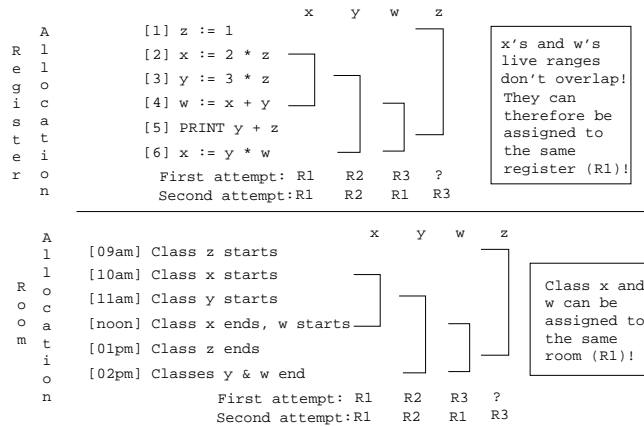 Register
Allocation
x y w z
[1] z := 1
[2] x := 2 * z
[3] y := 3 * z
[4] w := x + y
[5] PRINT y + z
[6] x := y * w
First attempt: R1 R2 R3 ?
Second attempt: R1 R2 R1 R3
x's and w's
live ranges
don't overlap!
They can
therefore be
assigned to
the same
register (R1)!
Room
Allocation
x y w z
[09am] Class z starts
[10am] Class x starts
[11am] Class y starts
[noon] Class x ends, w starts
[01pm] Class z ends
[02pm] Classes y & w end
First attempt: R1 R2 R3 ?
Second attempt: R1 R2 R1 R3
Class x and
w can be
assigned to
the same
room (R1)!